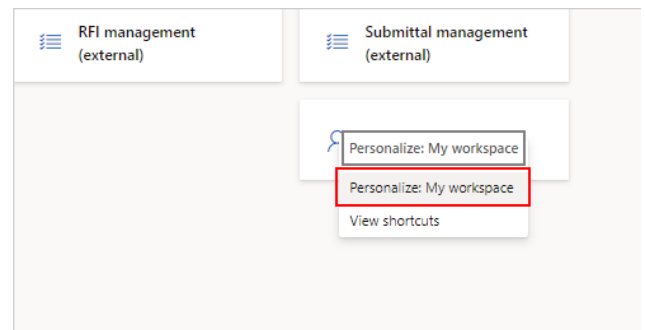 RFI management
(external)
Submittal management
(external)
Personalize: My workspace
Personalize: My workspace
View shortcuts